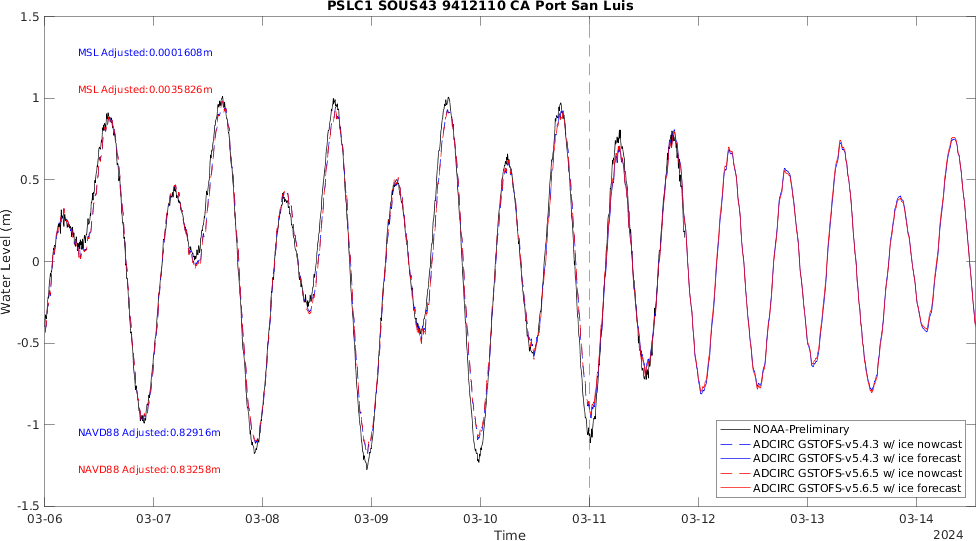 PSLC1 SOUS43 9412110 CA Port San Luis
1.5
1
0.5
0
-0.5
-1
-1.5
Water Level (m)
MSL Adjusted:0.0001608m
MSL Adjusted:0.0035826m
NAVD88 Adjusted:0.82916m
NAVD88 Adjusted:0.83258m
NOAA-Preliminary
ADCIRC GSTOFS-v5.4.3 w/ ice nowcast
ADCIRC GSTOFS-v5.4.3 w/ ice forecast
ADCIRC GSTOFS-v5.6.5 w/ ice nowcast
ADCIRC GSTOFS-v5.6.5 w/ ice forecast
03-06 03-07 03-08 03-09 03-10 03-11 03-12 03-13 03-14
Time
2024